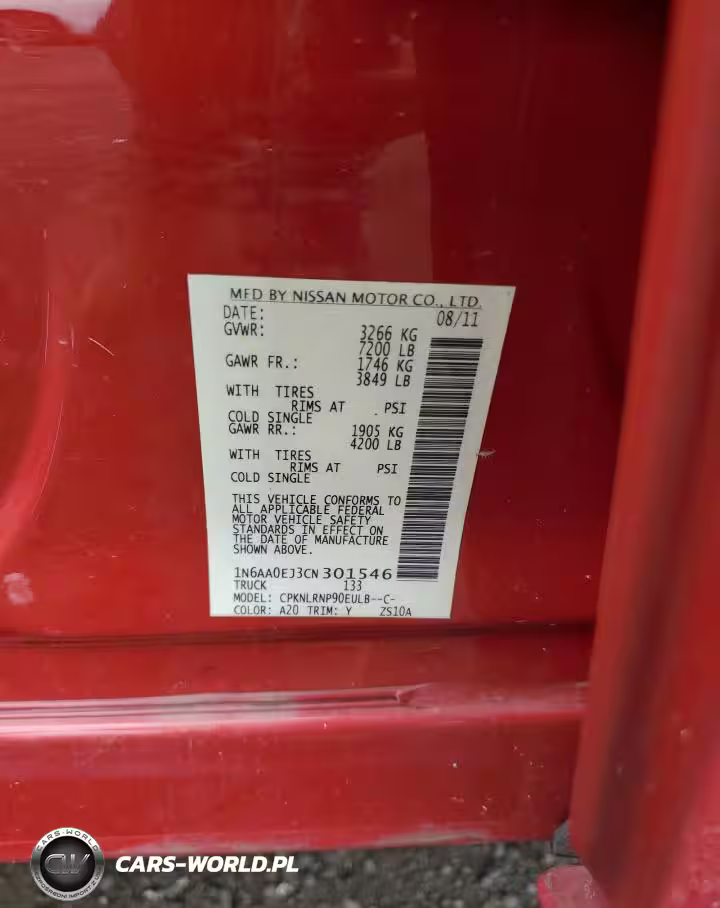 MFD BY NISSAN MOTOR CO., LTD.
DATE: 08/11
GVWR: 3266 KG
7200 LB
GAWR FR.: 1746 KG
3849 LB
WITH TIRES
RIMS AT . PSI
COLD SINGLE
GAWR RR.: 1905 KG
4200 LB
WITH TIRES
RIMS AT PSI
COLD SINGLE
THIS VEHICLE CONFORMS TO
ALL APPLICABLE FEDERAL
MOTOR VEHICLE SAFETY
STANDARDS IN EFFECT ON
THE DATE OF MANUFACTURE
SHOWN ABOVE.
1N6AA0EJ3CN301546
TRUCK 133
MODEL: CPKNLRNP90EULB--C-
COLOR: A20 TRIM: Y ZS10A
CARS-WORLD
CW
CARS-WORLD.PL